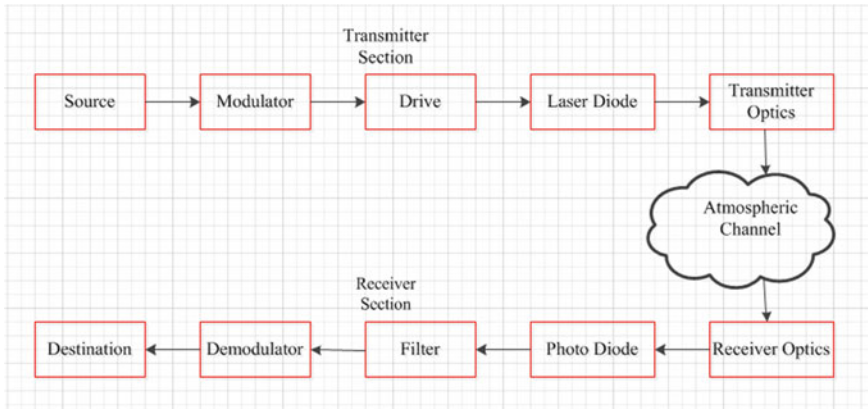 Transmitter
Section
Source
Modulator
Drive
Laser Diode
Transmitter
Optics
Atmospheric
Channel
Receiver
Section
Destination
Demodulator
Filter
Photo Diode
Receiver Optics